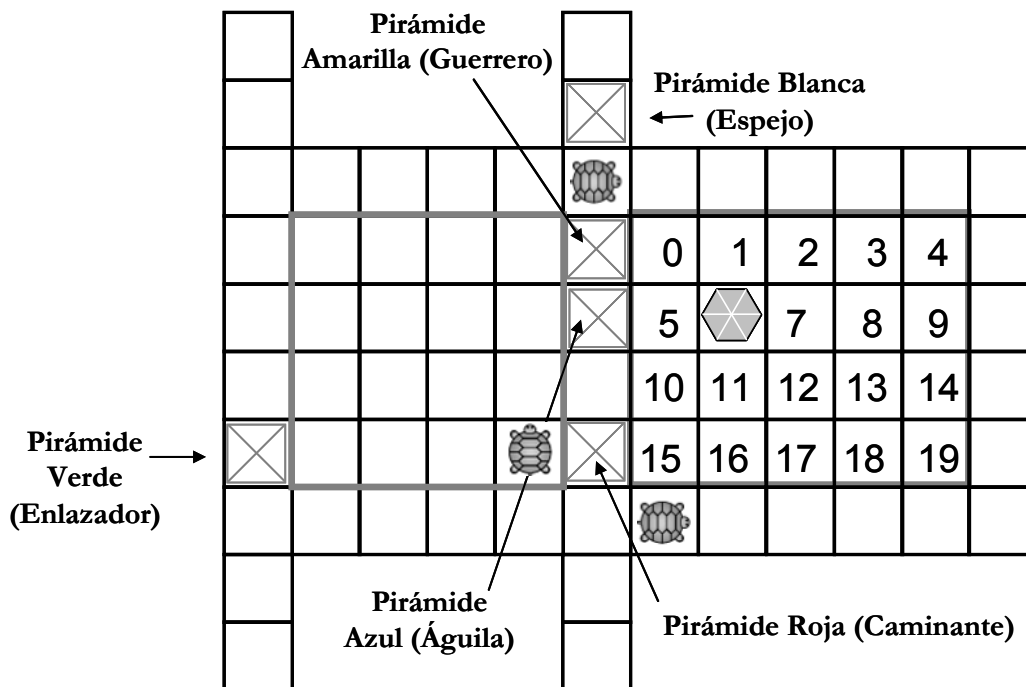 Pirámide
Amarilla (Guerrero)
Pirámide Blanca
(Espejo)
0 1 2 3 4
5 7 8 9
10 11 12 13 14
Pirámide
Verde
(Enlazador)
15 16 17 18 19
Pirámide
Azul (Águila)
Pirámide Roja (Caminante)